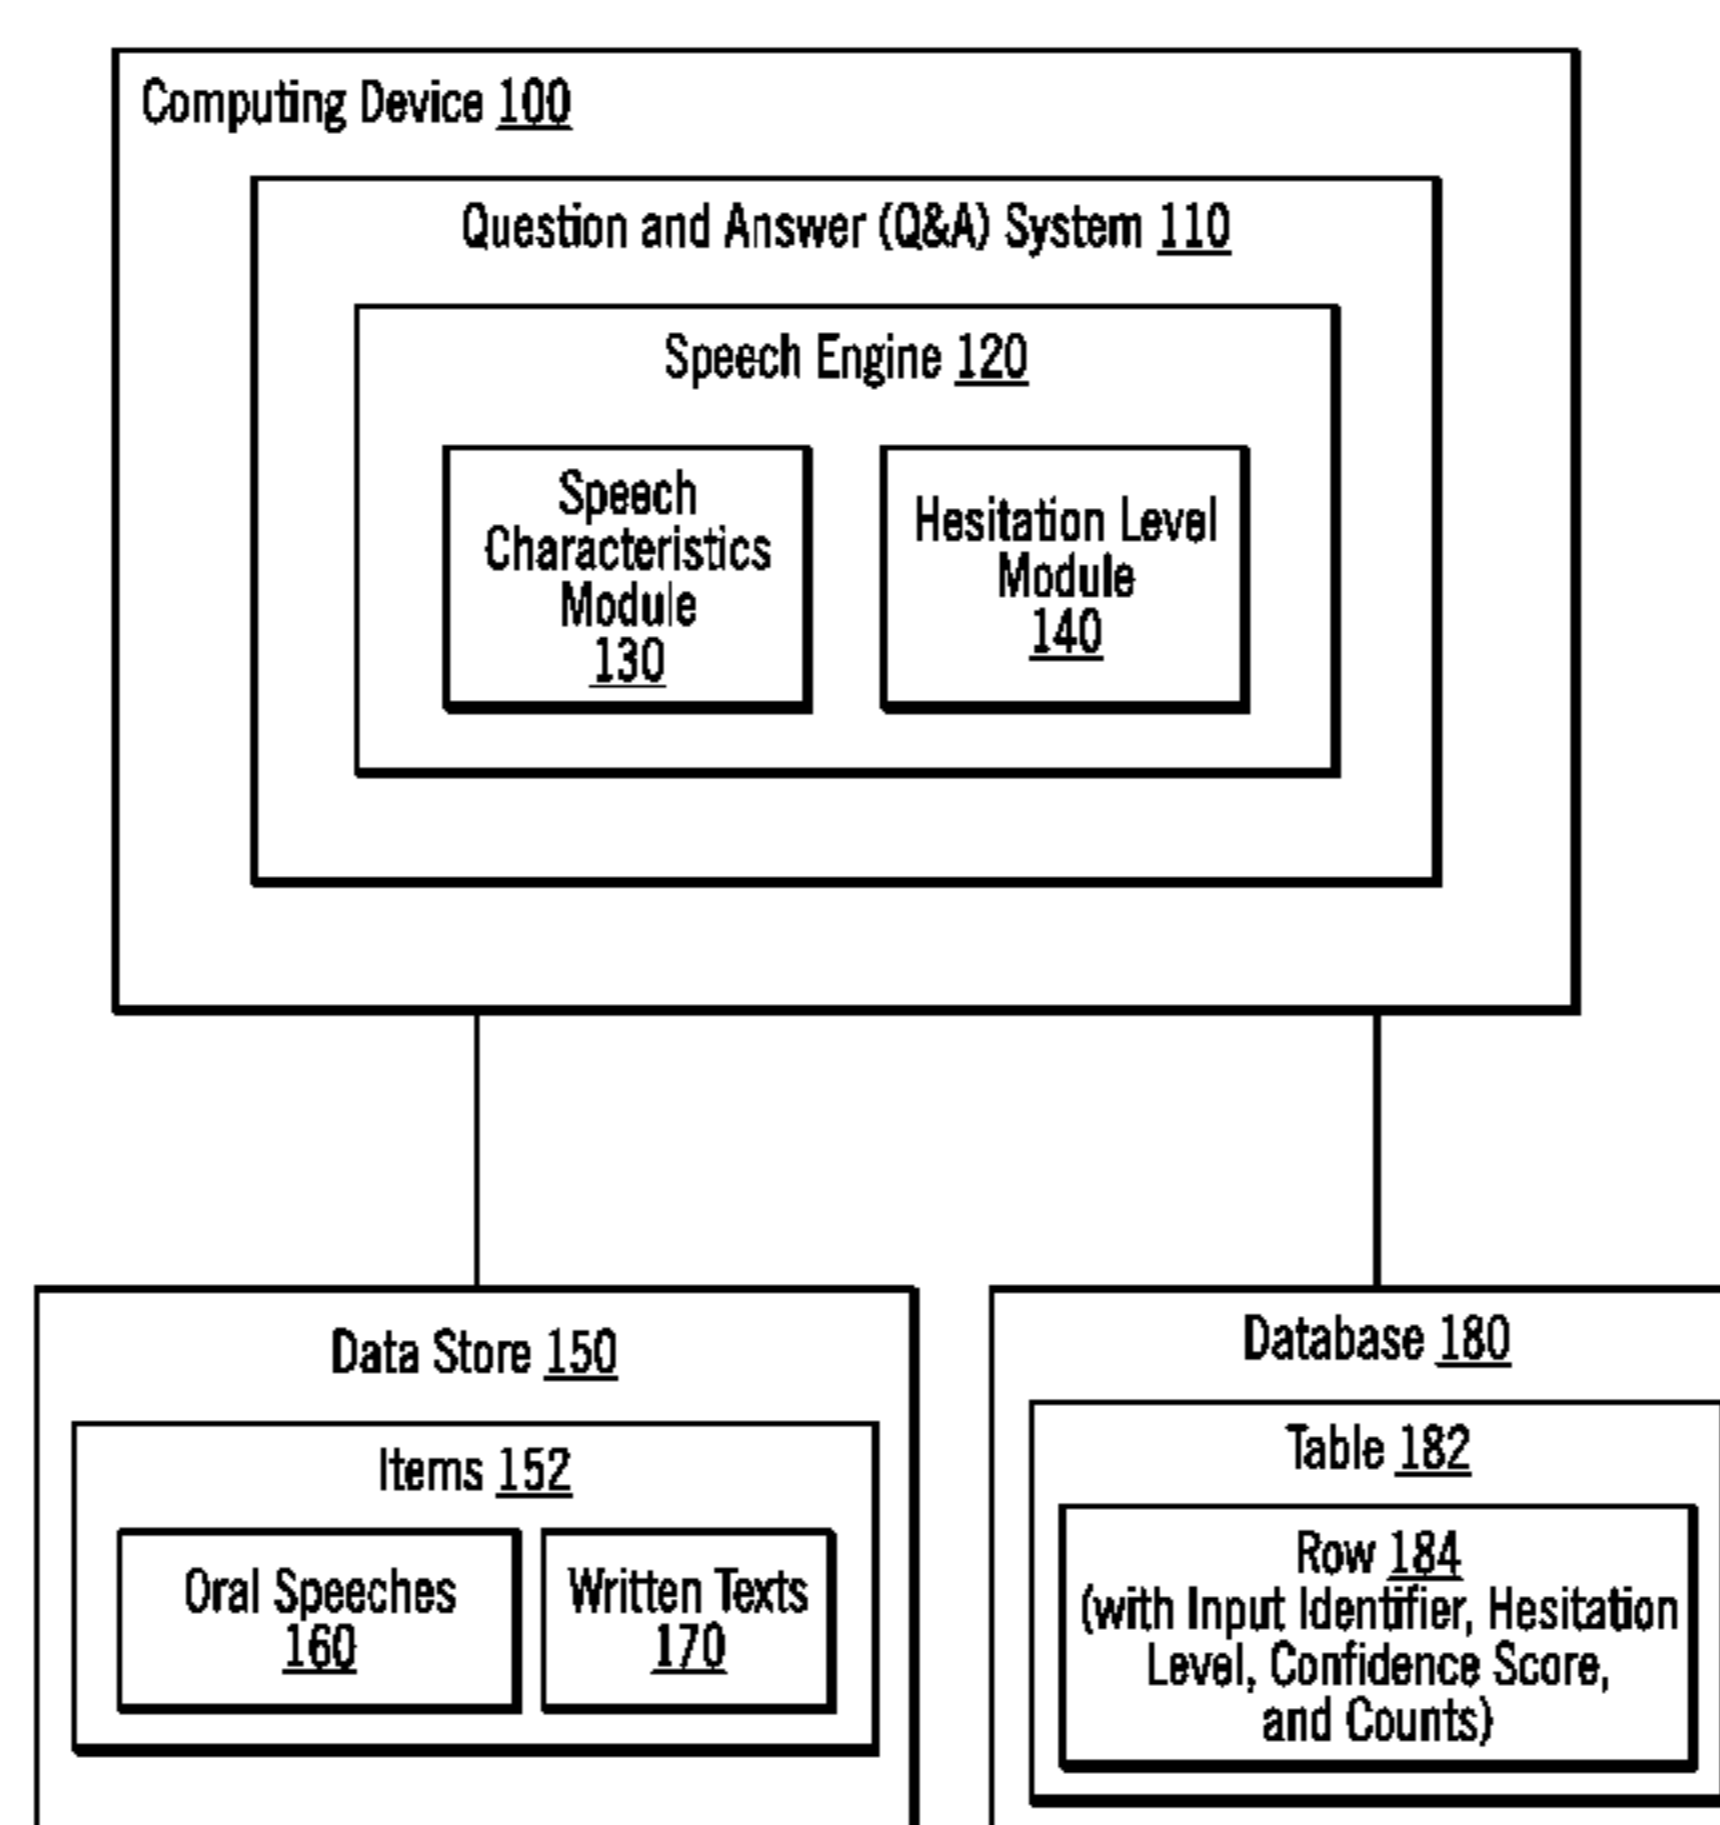 Computing Device 100
Question and Answer (Q&A) System 110
Speech Engine 120
Speech
Characteristics
Module
130
Hesitation Level
Module
140
Data Store 150
Items 152
Oral Speeches
160
Written Texts
170
Database 180
Table 182
Row 184
(with Input Identifier, Hesitation
Level, Confidence Score,
and Counts)